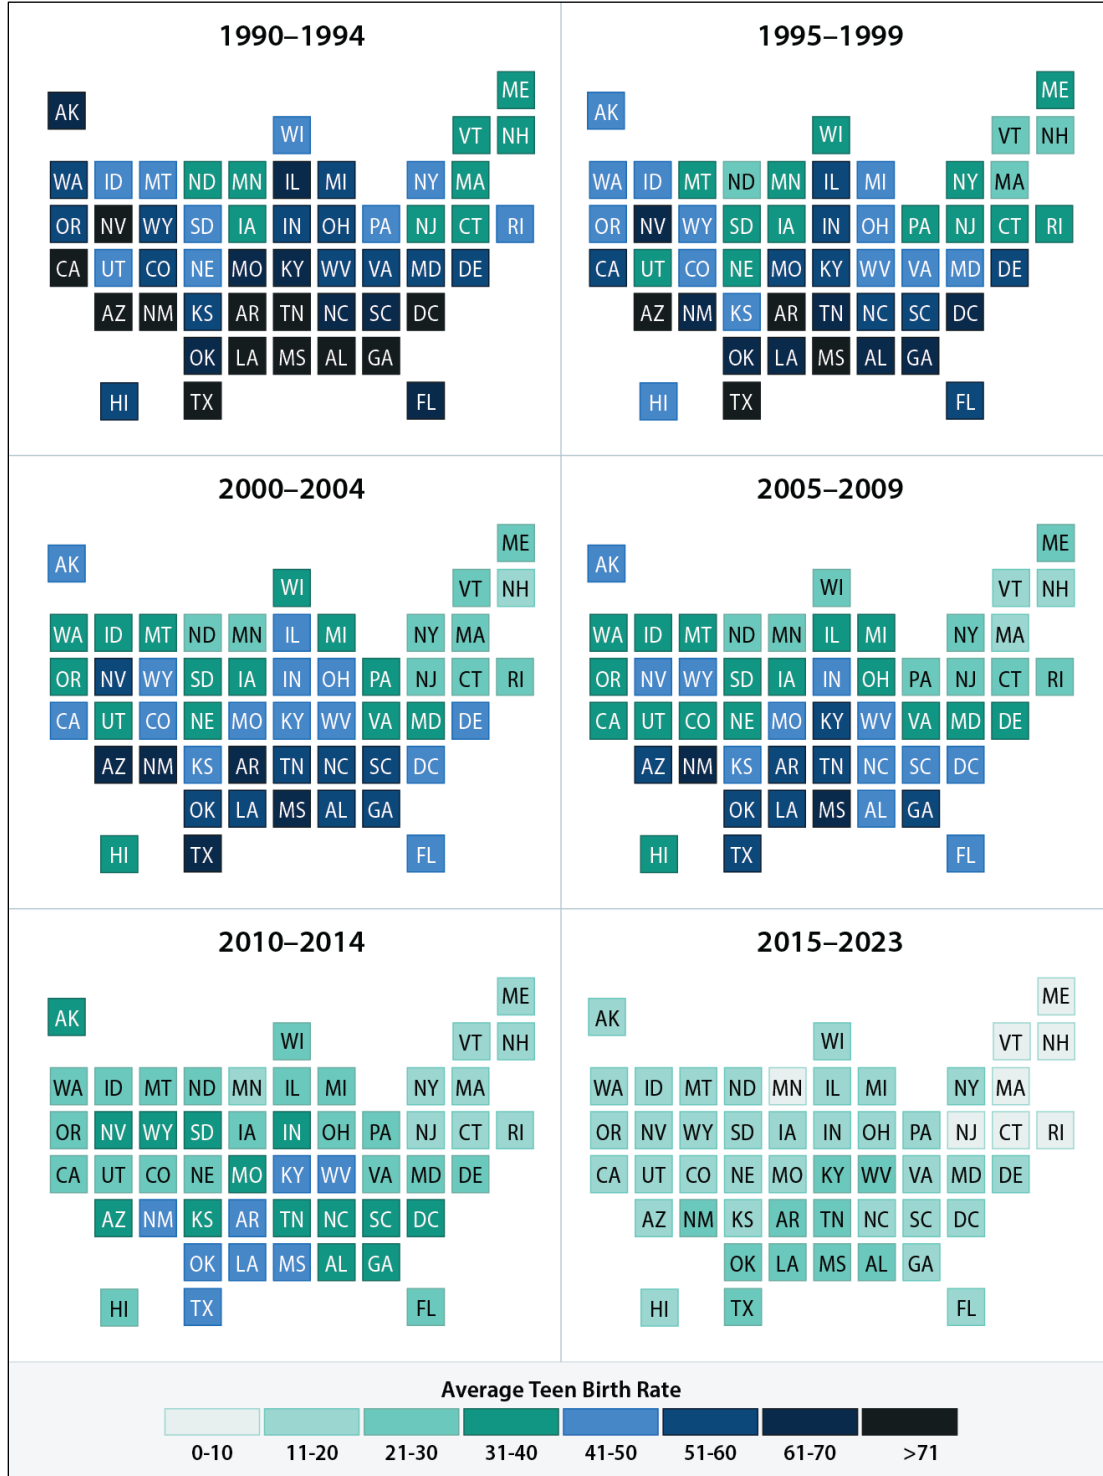 1990–1994
ME
AK
WI VT NH
WA ID MT ND MN IL MI NY MA
OR NV WY SD IA IN OH PA NJ CT RI
CA UT CO NE MO KY WV VA MD DE
AZ NM KS AR TN NC SC DC
OK LA MS AL GA
HI TX FL
1995–1999
ME
AK
WI VT NH
WA ID MT ND MN IL MI NY MA
OR NV WY SD IA IN OH PA NJ CT RI
CA UT CO NE MO KY WV VA MD DE
AZ NM KS AR TN NC SC DC
OK LA MS AL GA
HI TX FL
2000–2004
ME
AK
WI VT NH
WA ID MT ND MN IL MI NY MA
OR NV WY SD IA IN OH PA NJ CT RI
CA UT CO NE MO KY WV VA MD DE
AZ NM KS AR TN NC SC DC
OK LA MS AL GA
HI TX FL
2005–2009
ME
AK
WI VT NH
WA ID MT ND MN IL MI NY MA
OR NV WY SD IA IN OH PA NJ CT RI
CA UT CO NE MO KY WV VA MD DE
AZ NM KS AR TN NC SC DC
OK LA MS AL GA
HI TX FL
2010–2014
ME
AK
WI VT NH
WA ID MT ND MN IL MI NY MA
OR NV WY SD IA IN OH PA NJ CT RI
CA UT CO NE MO KY WV VA MD DE
AZ NM KS AR TN NC SC DC
OK LA MS AL GA
HI TX FL
2015–2023
ME
AK
WI VT NH
WA ID MT ND MN IL MI NY MA
OR NV WY SD IA IN OH PA NJ CT RI
CA UT CO NE MO KY WV VA MD DE
AZ NM KS AR TN NC SC DC
OK LA MS AL GA
HI TX FL
Average Teen Birth Rate
0-10 11-20 21-30 31-40 41-50 51-60 61-70 >71